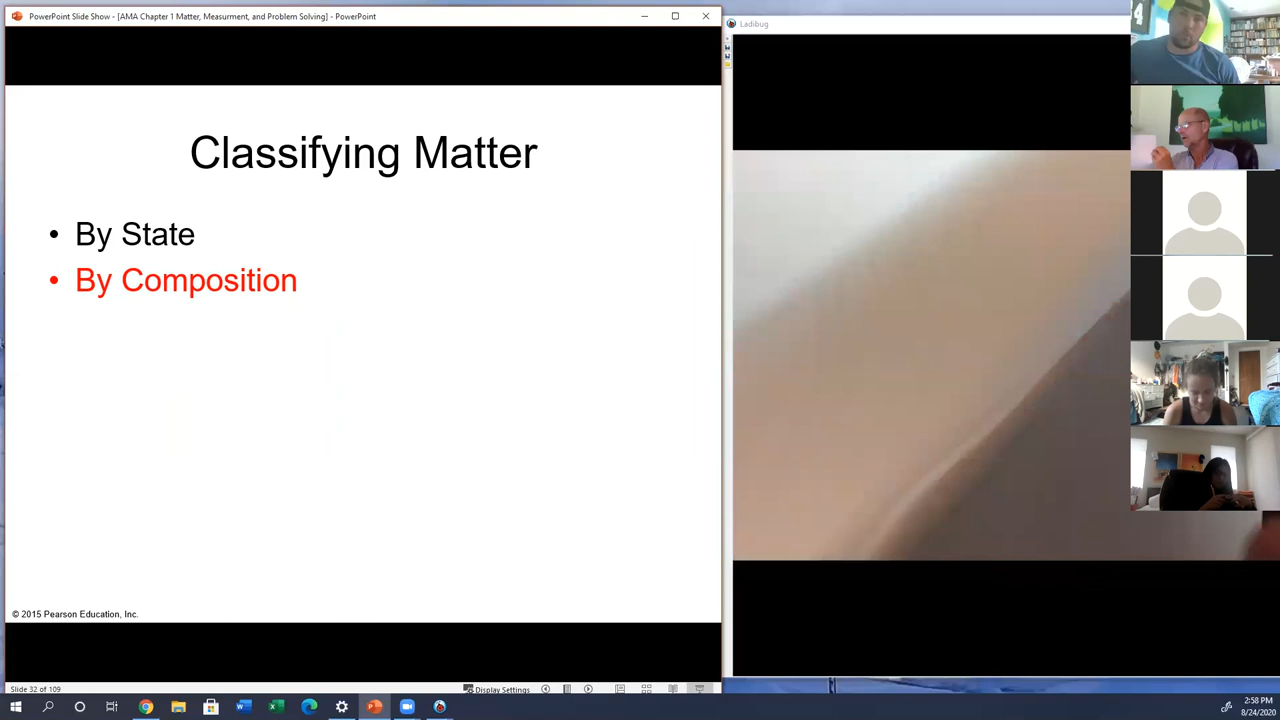 PowerPoint Slide Show - [AMA Chapter 1 Matter, Measurment, and Problem Solving] - PowerPoint
Classifying Matter
• By State
• By Composition
© 2015 Pearson Education, Inc.
Slide 32 of 109
Display Settings
Ladibug
4
2:58 PM
8/24/2020